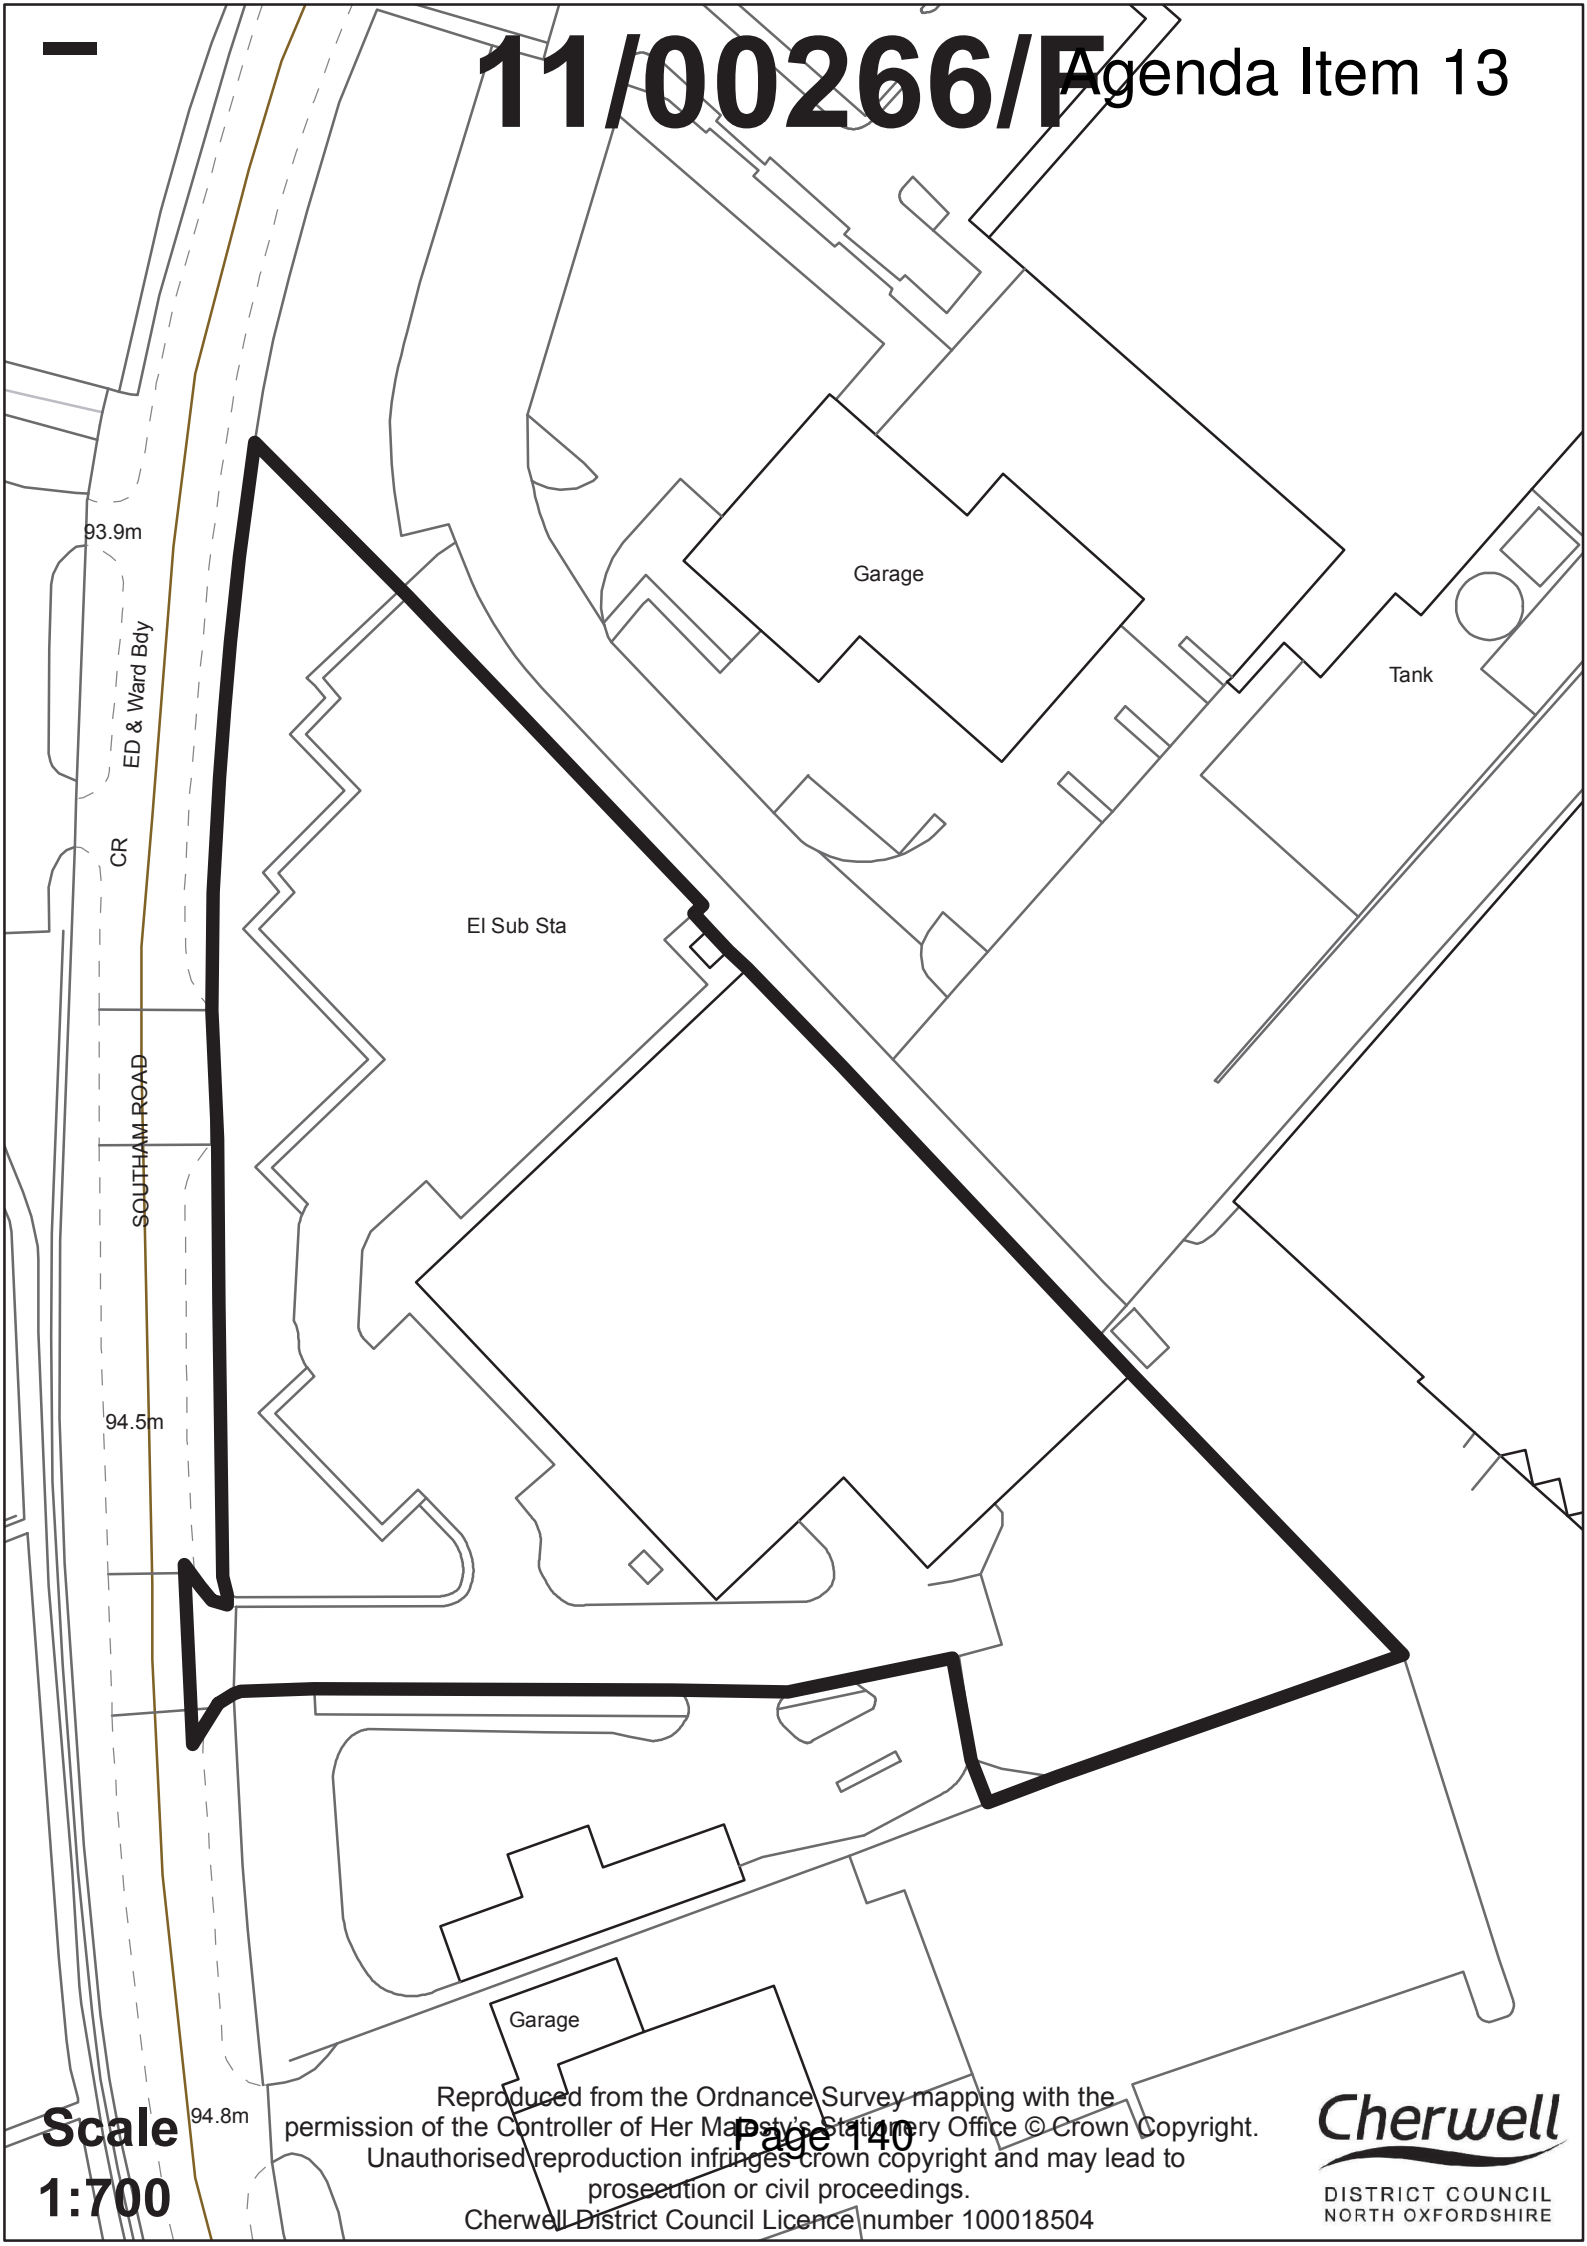 11/00266/F
Agenda Item 13
93.9m
Garage
ED & Ward Bdy
Tank
CR
El Sub Sta
SOUTHAM ROAD
94.5m
Garage
94.8m
Scale
1:700
Reproduced from the Ordnance Survey mapping with the
permission of the Controller of Her Majesty's Stationery Office © Crown Copyright.
Page 140
Unauthorised reproduction infringes crown copyright and may lead to
prosecution or civil proceedings.
Cherwell District Council Licence number 100018504
Cherwell
DISTRICT COUNCIL
NORTH OXFORDSHIRE